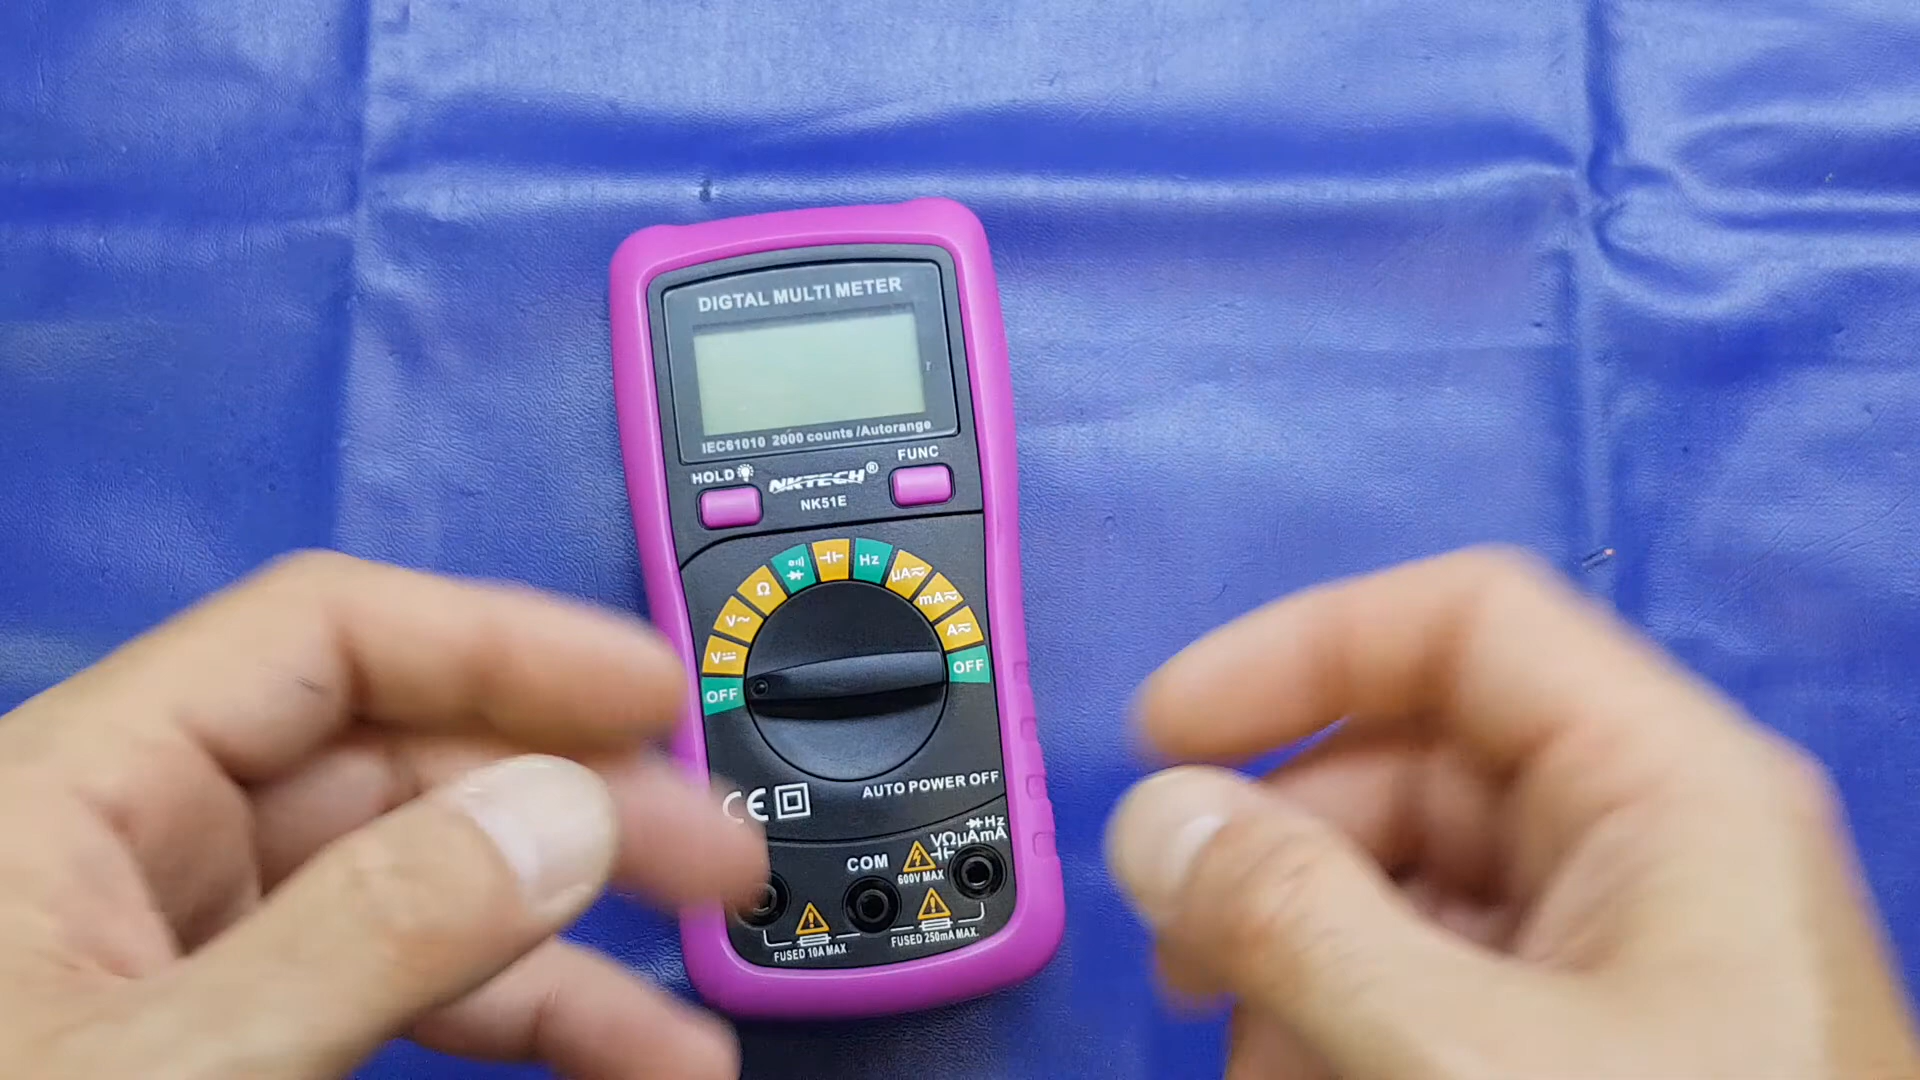 DIGTAL MULTI METER
IEC61010 2000 counts /Autorange
HOLD
FUNC
NKTECH®
NK51E
Hz
μA
mA
A
OFF
Ω
V~
V
OFF
CE
AUTO POWER OFF
Hz
VΩμAmA
COM
600V MAX
FUSED 10A MAX
FUSED 250mA MAX.